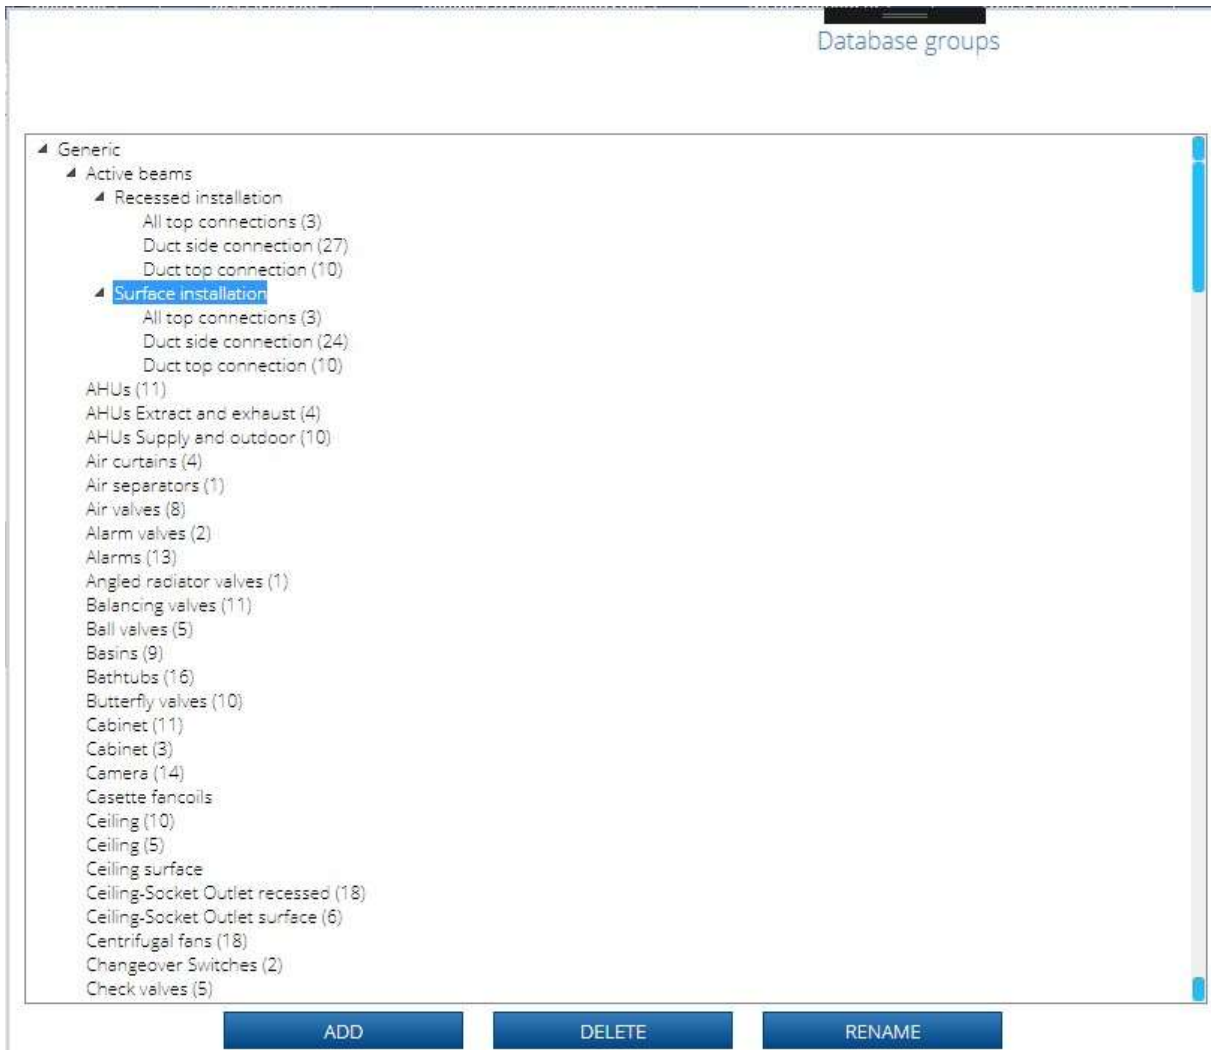 Database groups
Generic
Active beams
Recessed installation
All top connections (3)
Duct side connection (27)
Duct top connection (10)
Surface installation
All top connections (3)
Duct side connection (24)
Duct top connection (10)
AHUs (11)
AHUs Extract and exhaust (4)
AHUs Supply and outdoor (10)
Air curtains (4)
Air separators (1)
Air valves (8)
Alarm valves (2)
Alarms (13)
Angled radiator valves (1)
Balancing valves (11)
Ball valves (5)
Basins (9)
Bathtubs (16)
Butterfly valves (10)
Cabinet (11)
Cabinet (3)
Camera (14)
Casette fancoils
Ceiling (10)
Ceiling (5)
Ceiling surface
Ceiling-Socket Outlet recessed (18)
Ceiling-Socket Outlet surface (6)
Centrifugal fans (18)
Changeover Switches (2)
Check valves (5)
ADD DELETE RENAME